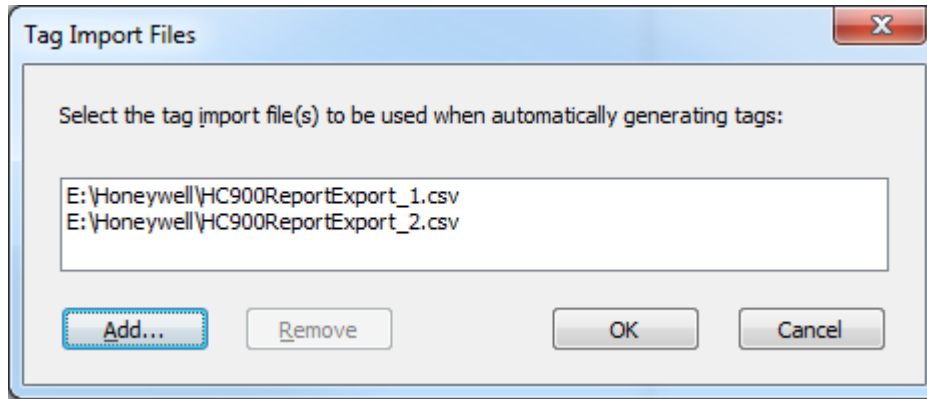 Tag Import Files
Select the tag import file(s) to be used when automatically generating tags:
E:\Honeywell\HC900ReportExport_1.csv
E:\Honeywell\HC900ReportExport_2.csv
Add... Remove OK Cancel